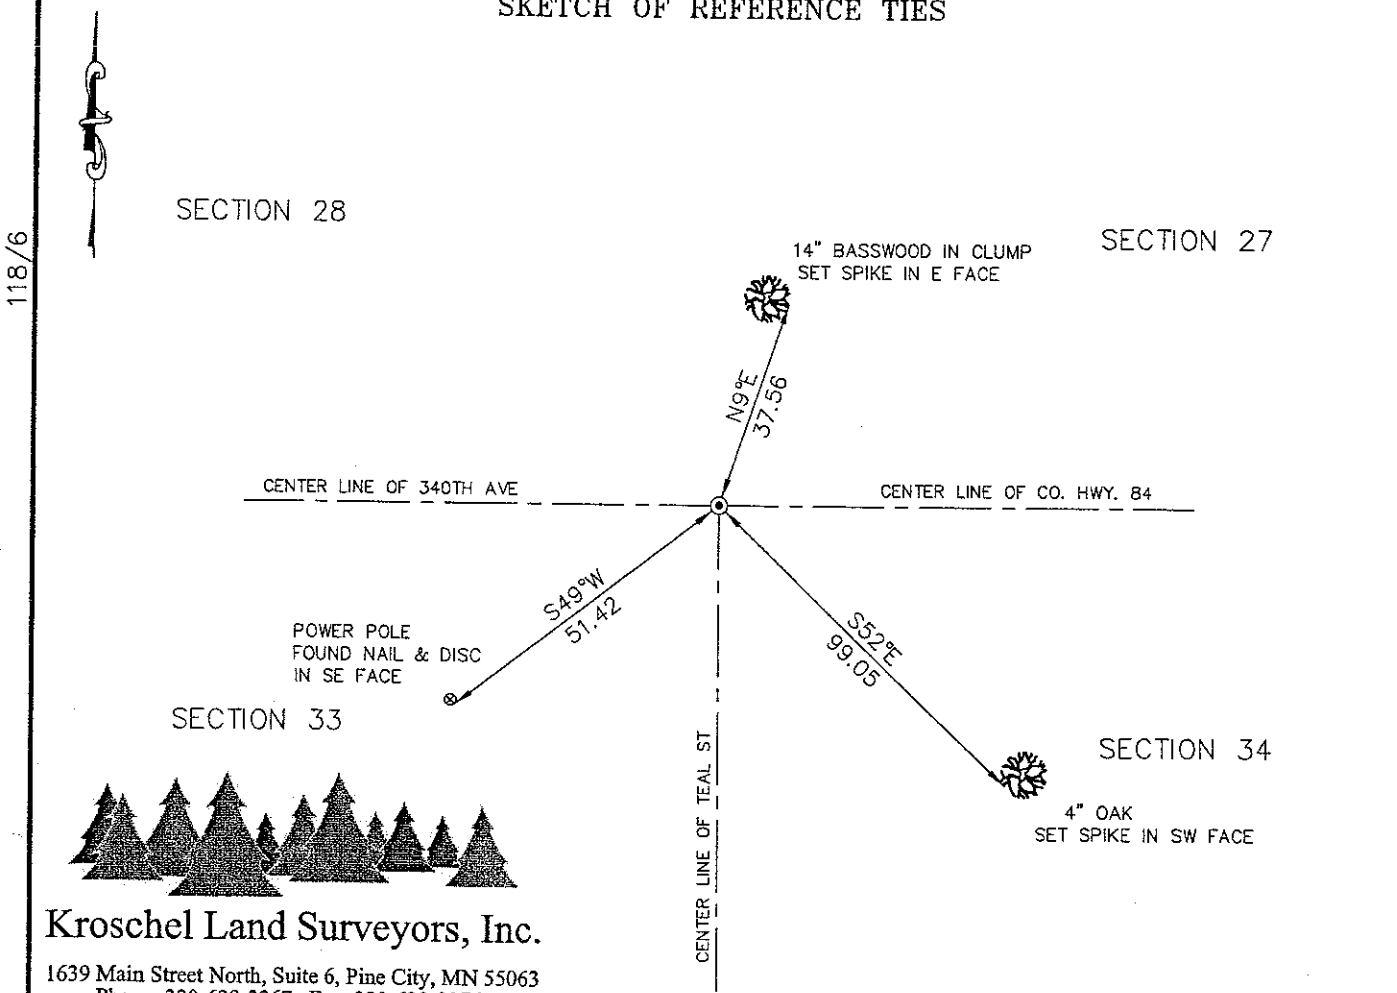 SKETCH OF REFERENCE TIES
118/6
SECTION 28
14" BASSWOOD IN CLUMP
SET SPIKE IN E FACE
SECTION 27
N9°E
37.56
CENTER LINE OF 340TH AVE
CENTER LINE OF CO. HWY. 84
S49°W
51.42
S52°E
99.05
POWER POLE
FOUND NAIL & DISC
IN SE FACE
SECTION 33
CENTER LINE OF TEAL ST
SECTION 34
4" OAK
SET SPIKE IN SW FACE
Kroschel Land Surveyors, Inc.
1639 Main Street North, Suite 6, Pine City, MN 55063